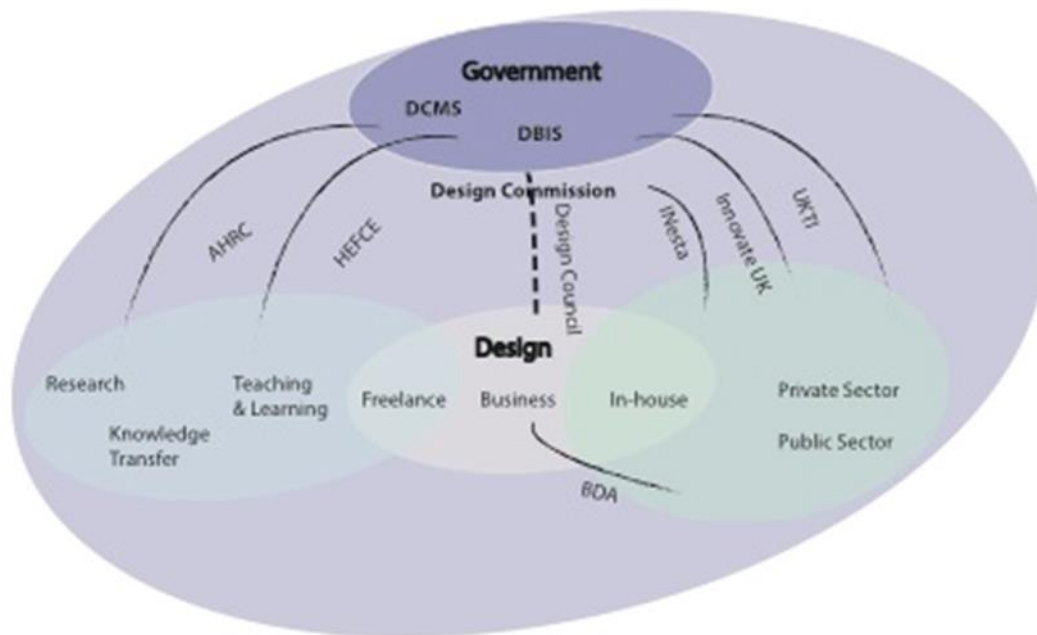 Government
DCMS
DBIS
Design Commission
AHRC
HEFCE
Design Council
INesta
Innovate UK
UKTI
Design
Research
Teaching
& Learning
Knowledge
Transfer
Freelance
Business
In-house
Private Sector
Public Sector
BDA